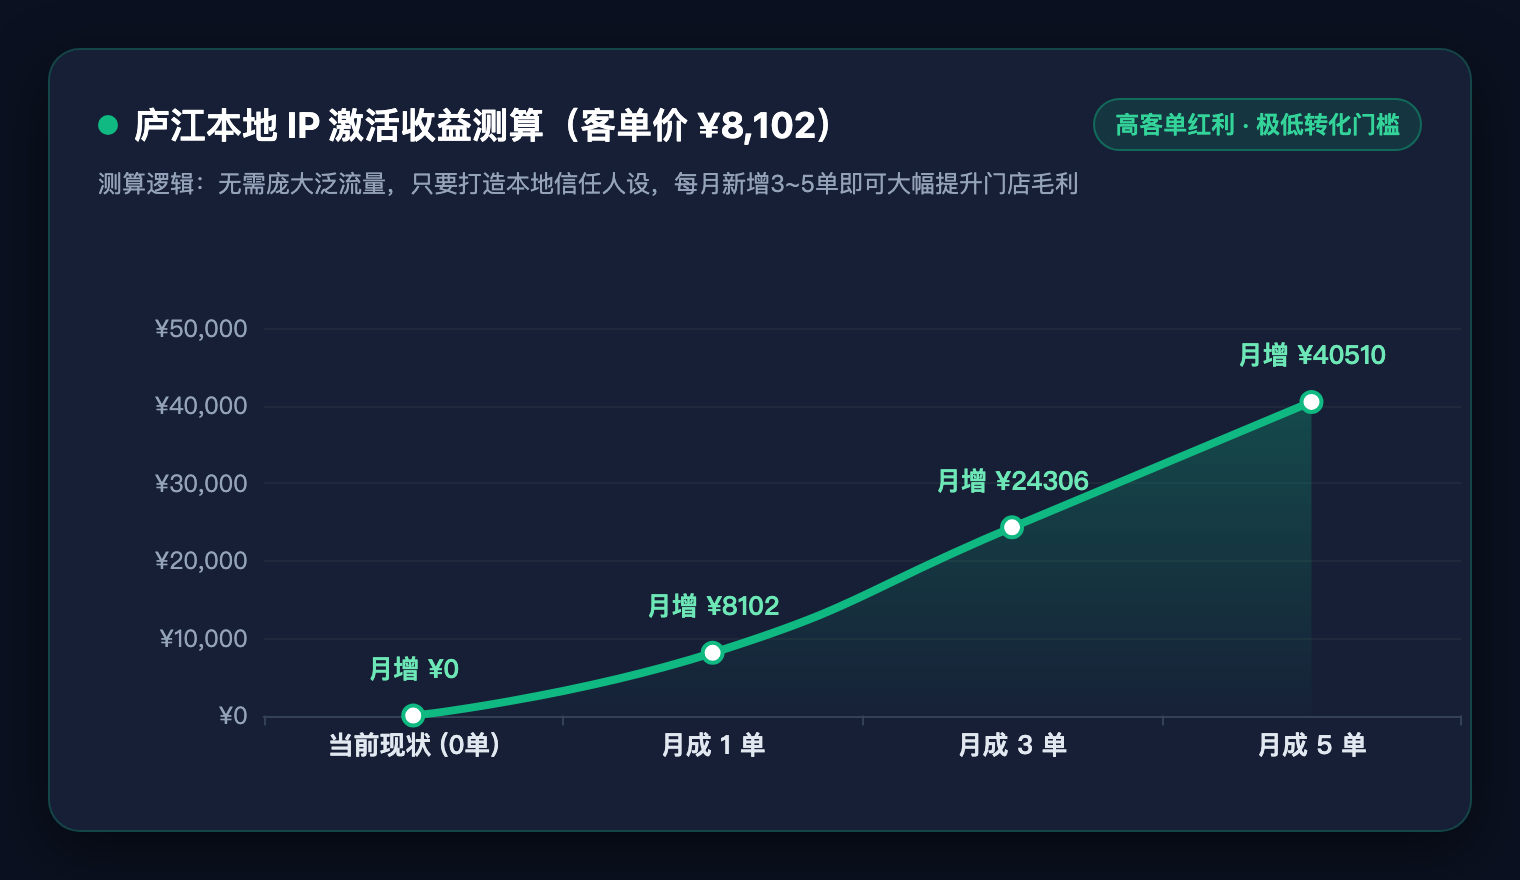 庐江本地 IP 激活收益测算（客单价 ¥8,102）
高客单红利 · 极低转化门槛
测算逻辑：无需庞大泛流量，只要打造本地信任人设，每月新增3~5单即可大幅提升门店毛利
¥50,000
月增 ¥40510
¥40,000
月增 ¥24306
¥30,000
¥20,000
月增 ¥8102
¥10,000
月增 ¥0
¥0
当前现状 (0单)
月成 1 单
月成 3 单
月成 5 单